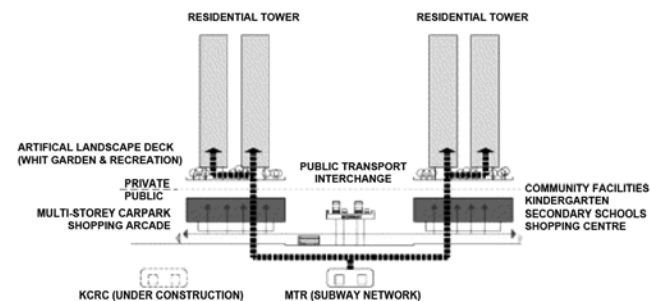 RESIDENTIAL TOWER
RESIDENTIAL TOWER
ARTIFICAL LANDSCAPE DECK
(WHIT GARDEN & RECREATION)
PUBLIC TRANSPORT
INTERCHANGE
PRIVATE
PUBLIC
MULTI-STOREY CARPARK
SHOPPING ARCADE
COMMUNITY FACILITIES
KINDERGARTEN
SECONDARY SCHOOLS
SHOPPING CENTRE
KCRC (UNDER CONSTRUCTION)
MTR (SUBWAY NETWORK)